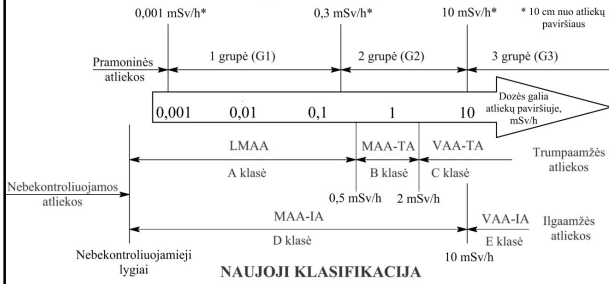 0,001 mSv/h*
0,3 mSv/h*
10 mSv/h*
* 10 cm nuo atliekų
paviršiaus
Pramoninės
atliekos
1 grupė (G1)
2 grupė (G2)
3 grupė (G3)
0,001
0,01
0,1
1
10
Dozės galia
atliekų paviršiuje,
mSv/h
LMAA
MAA-TA
VAA-TA
A klasė
B klasė
C klasė
Trumpaamžės
atliekos
Nebekontroliuojamos
atliekos
0,5 mSv/h
2 mSv/h
MAA-IA
VAA-IA
D klasė
E klasė
Ilgaamžės
atliekos
Nebekontroliuojamieji
lygiai
10 mSv/h
NAUJOJI KLASIFIKACIJA